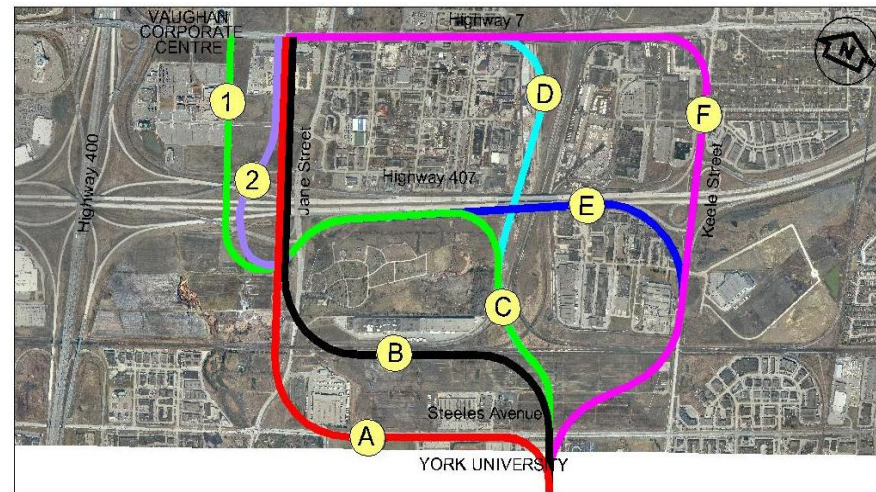 VAUGHAN
CORPORATE
CENTRE
Highway 7
N
1
D
F
Jane Street
2
Highway 407
Highway 400
E
Keele Street
C
B
A
Steeles Avenue
YORK UNIVERSITY